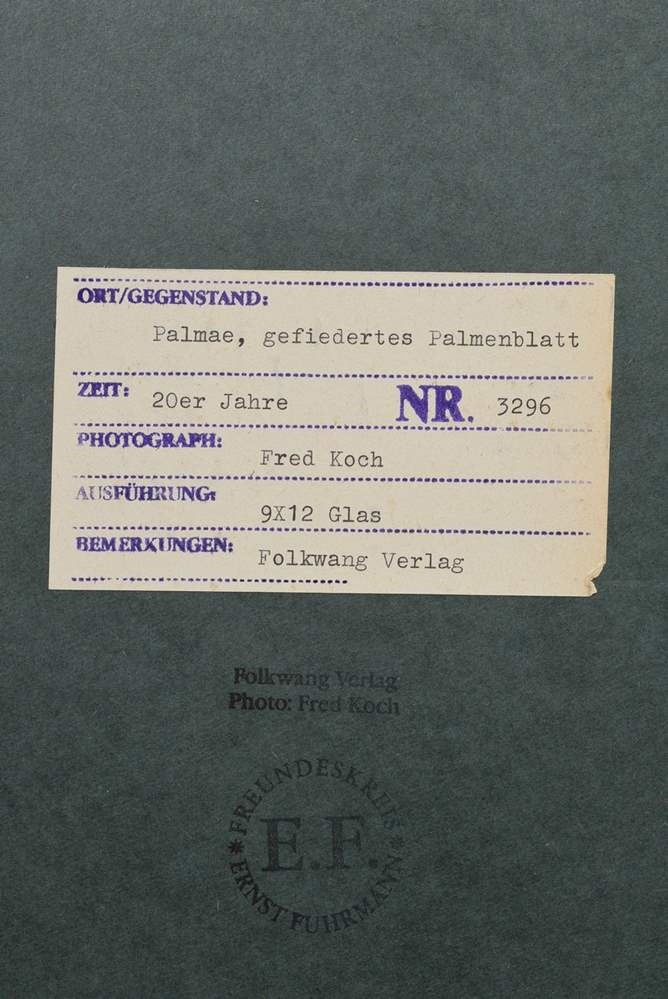 ORT/GEGENSTAND:
Palmae, gefiedertes Palmenblatt
ZEIT: 20er Jahre NR. 3296
PHOTOGRAPH: Fred Koch
AUSFÜHRUNG: 9X12 Glas
BEMERKUNGEN: Folkwang Verlag
Folkwang Verlag
Photo: Fred Koch
* FREUNDESKREIS *
E.F.
ERNST FUHRMANN